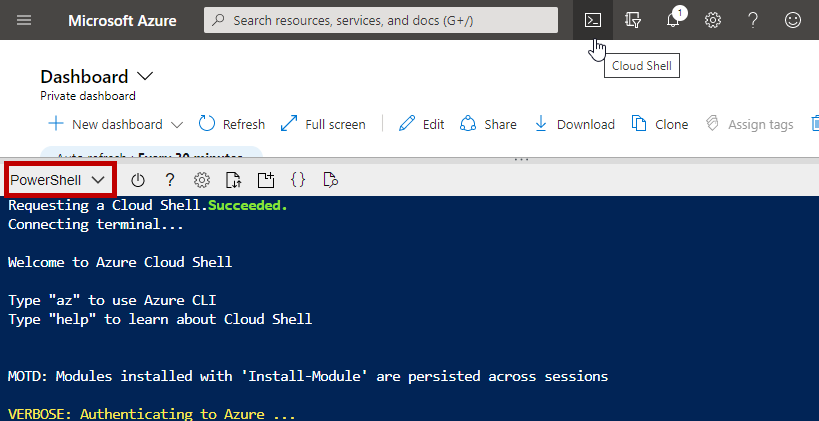 Microsoft Azure
Search resources, services, and docs (G+/)
1
Cloud Shell
Dashboard
Private dashboard
New dashboard Refresh Full screen Edit Share Download Clone Assign tags
Auto refresh : Every 30 minutes
PowerShell
Requesting a Cloud Shell.Succeeded.
Connecting terminal...
Welcome to Azure Cloud Shell
Type "az" to use Azure CLI
Type "help" to learn about Cloud Shell
MOTD: Modules installed with 'Install-Module' are persisted across sessions
VERBOSE: Authenticating to Azure ...